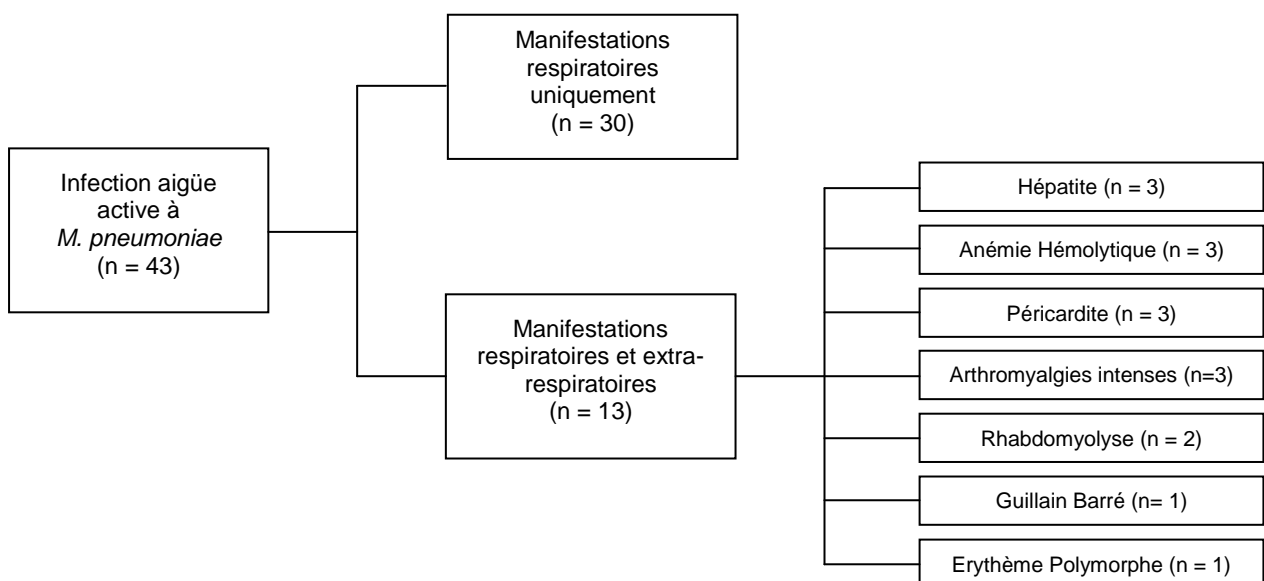 Infection aigüe
active à
M. pneumoniae
(n = 43)
Manifestations
respiratoires
uniquement
(n = 30)
Manifestations
respiratoires et extra-
respiratoires
(n = 13)
Hépatite (n = 3)
Anémie Hémolytique (n = 3)
Péricardite (n = 3)
Arthromyalgies intenses (n=3)
Rhabdomyolyse (n = 2)
Guillain Barré (n= 1)
Erythème Polymorphe (n = 1)